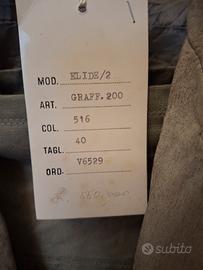 MOD. ELIDE/2
ART. GRAFF.200
COL. 516
TAGL. 40
ORD. V6529
subito